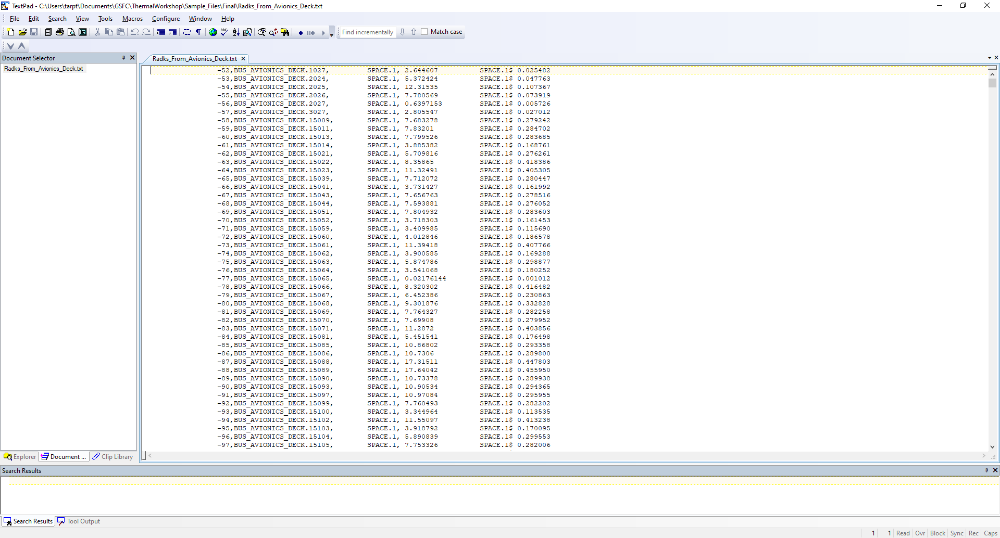 TextPad - C:\Users\tarpt\Documents\GSFC\ThermalWorkshop\Sample_Files\Final\Radks_From_Avionics_Deck.txt
File Edit Search View Tools Macros Configure Window Help
Find incrementally Match case
Document Selector
Radks_From_Avionics_Deck.txt
Radks_From_Avionics_Deck.txt
-52,BUS_AVIONICS_DECK.1027, SPACE.1, 2.644607 SPACE.1$ 0.025482
-53,BUS_AVIONICS_DECK.2024, SPACE.1, 5.372424 SPACE.1$ 0.047763
-54,BUS_AVIONICS_DECK.2025, SPACE.1, 12.31535 SPACE.1$ 0.107367
-55,BUS_AVIONICS_DECK.2026, SPACE.1, 7.780569 SPACE.1$ 0.073919
-56,BUS_AVIONICS_DECK.2027, SPACE.1, 0.6397153 SPACE.1$ 0.005726
-57,BUS_AVIONICS_DECK.3027, SPACE.1, 2.805547 SPACE.1$ 0.027012
-58,BUS_AVIONICS_DECK.15009, SPACE.1, 7.683278 SPACE.1$ 0.279242
-59,BUS_AVIONICS_DECK.15011, SPACE.1, 7.83201 SPACE.1$ 0.284702
-60,BUS_AVIONICS_DECK.15013, SPACE.1, 7.799526 SPACE.1$ 0.283685
-61,BUS_AVIONICS_DECK.15014, SPACE.1, 3.885382 SPACE.1$ 0.168761
-62,BUS_AVIONICS_DECK.15021, SPACE.1, 5.709816 SPACE.1$ 0.276261
-63,BUS_AVIONICS_DECK.15022, SPACE.1, 8.35865 SPACE.1$ 0.418386
-64,BUS_AVIONICS_DECK.15023, SPACE.1, 11.32491 SPACE.1$ 0.405305
-65,BUS_AVIONICS_DECK.15039, SPACE.1, 7.712072 SPACE.1$ 0.280447
-66,BUS_AVIONICS_DECK.15041, SPACE.1, 3.731427 SPACE.1$ 0.161992
-67,BUS_AVIONICS_DECK.15043, SPACE.1, 7.656763 SPACE.1$ 0.278516
-68,BUS_AVIONICS_DECK.15044, SPACE.1, 7.593881 SPACE.1$ 0.276052
-69,BUS_AVIONICS_DECK.15051, SPACE.1, 7.804932 SPACE.1$ 0.283603
-70,BUS_AVIONICS_DECK.15052, SPACE.1, 3.718303 SPACE.1$ 0.161453
-71,BUS_AVIONICS_DECK.15059, SPACE.1, 3.409985 SPACE.1$ 0.115690
-72,BUS_AVIONICS_DECK.15060, SPACE.1, 4.012846 SPACE.1$ 0.186578
-73,BUS_AVIONICS_DECK.15061, SPACE.1, 11.39418 SPACE.1$ 0.407766
-74,BUS_AVIONICS_DECK.15062, SPACE.1, 3.900585 SPACE.1$ 0.169288
-75,BUS_AVIONICS_DECK.15063, SPACE.1, 5.874786 SPACE.1$ 0.298877
-76,BUS_AVIONICS_DECK.15064, SPACE.1, 3.541068 SPACE.1$ 0.180252
-77,BUS_AVIONICS_DECK.15065, SPACE.1, 0.02176144 SPACE.1$ 0.001012
-78,BUS_AVIONICS_DECK.15066, SPACE.1, 8.320302 SPACE.1$ 0.416482
-79,BUS_AVIONICS_DECK.15067, SPACE.1, 6.452386 SPACE.1$ 0.230863
-80,BUS_AVIONICS_DECK.15068, SPACE.1, 9.301876 SPACE.1$ 0.332828
-81,BUS_AVIONICS_DECK.15069, SPACE.1, 7.764327 SPACE.1$ 0.282258
-82,BUS_AVIONICS_DECK.15070, SPACE.1, 7.69908 SPACE.1$ 0.279952
-83,BUS_AVIONICS_DECK.15071, SPACE.1, 11.2872 SPACE.1$ 0.403856
-84,BUS_AVIONICS_DECK.15081, SPACE.1, 5.451541 SPACE.1$ 0.176498
-85,BUS_AVIONICS_DECK.15085, SPACE.1, 10.86802 SPACE.1$ 0.293358
-86,BUS_AVIONICS_DECK.15086, SPACE.1, 10.7306 SPACE.1$ 0.289800
-87,BUS_AVIONICS_DECK.15088, SPACE.1, 17.31511 SPACE.1$ 0.447803
-88,BUS_AVIONICS_DECK.15089, SPACE.1, 17.64042 SPACE.1$ 0.455950
-89,BUS_AVIONICS_DECK.15090, SPACE.1, 10.73378 SPACE.1$ 0.289938
-90,BUS_AVIONICS_DECK.15093, SPACE.1, 10.90534 SPACE.1$ 0.294365
-91,BUS_AVIONICS_DECK.15097, SPACE.1, 10.97084 SPACE.1$ 0.295955
-92,BUS_AVIONICS_DECK.15099, SPACE.1, 7.760493 SPACE.1$ 0.282202
-93,BUS_AVIONICS_DECK.15100, SPACE.1, 3.344964 SPACE.1$ 0.113535
-94,BUS_AVIONICS_DECK.15102, SPACE.1, 11.55097 SPACE.1$ 0.413238
-95,BUS_AVIONICS_DECK.15103, SPACE.1, 3.918792 SPACE.1$ 0.170095
-96,BUS_AVIONICS_DECK.15104, SPACE.1, 5.890839 SPACE.1$ 0.299553
-97,BUS_AVIONICS_DECK.15105, SPACE.1, 7.753326 SPACE.1$ 0.282006
Explorer Document ... Clip Library
Search Results
Search Results Tool Output
1 1 Read Ovr Block Sync Rec Caps